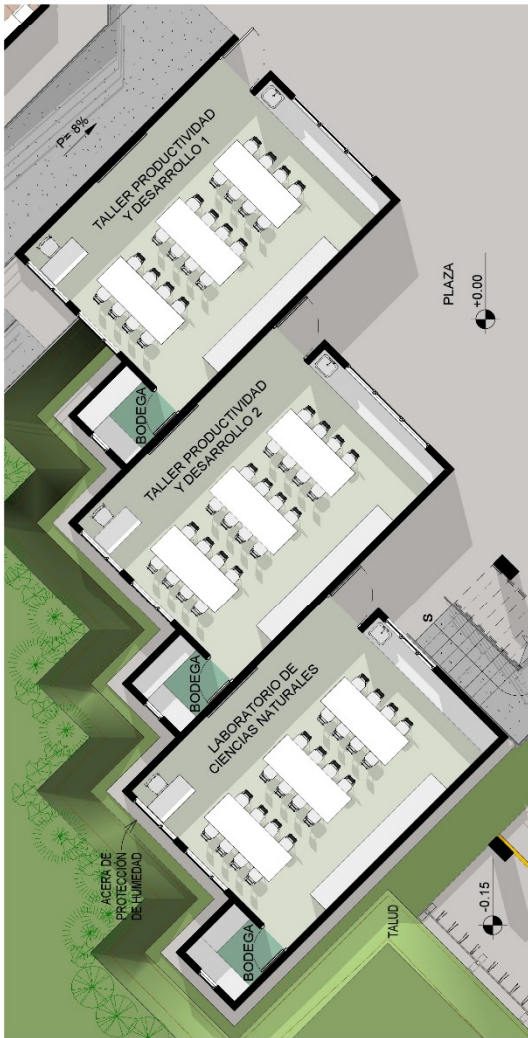 P= 8%
TALLER PRODUCTIVIDAD
Y DESARROLLO 1
PLAZA
+0.00
BODEGA
TALLER PRODUCTIVIDAD
Y DESARROLLO 2
S
BODEGA
LABORATORIO DE
CIENCIAS NATURALES
ACERA DE
PROTECCIÓN
DE HUMEDAD
BODEGA
TALUD
-0.15